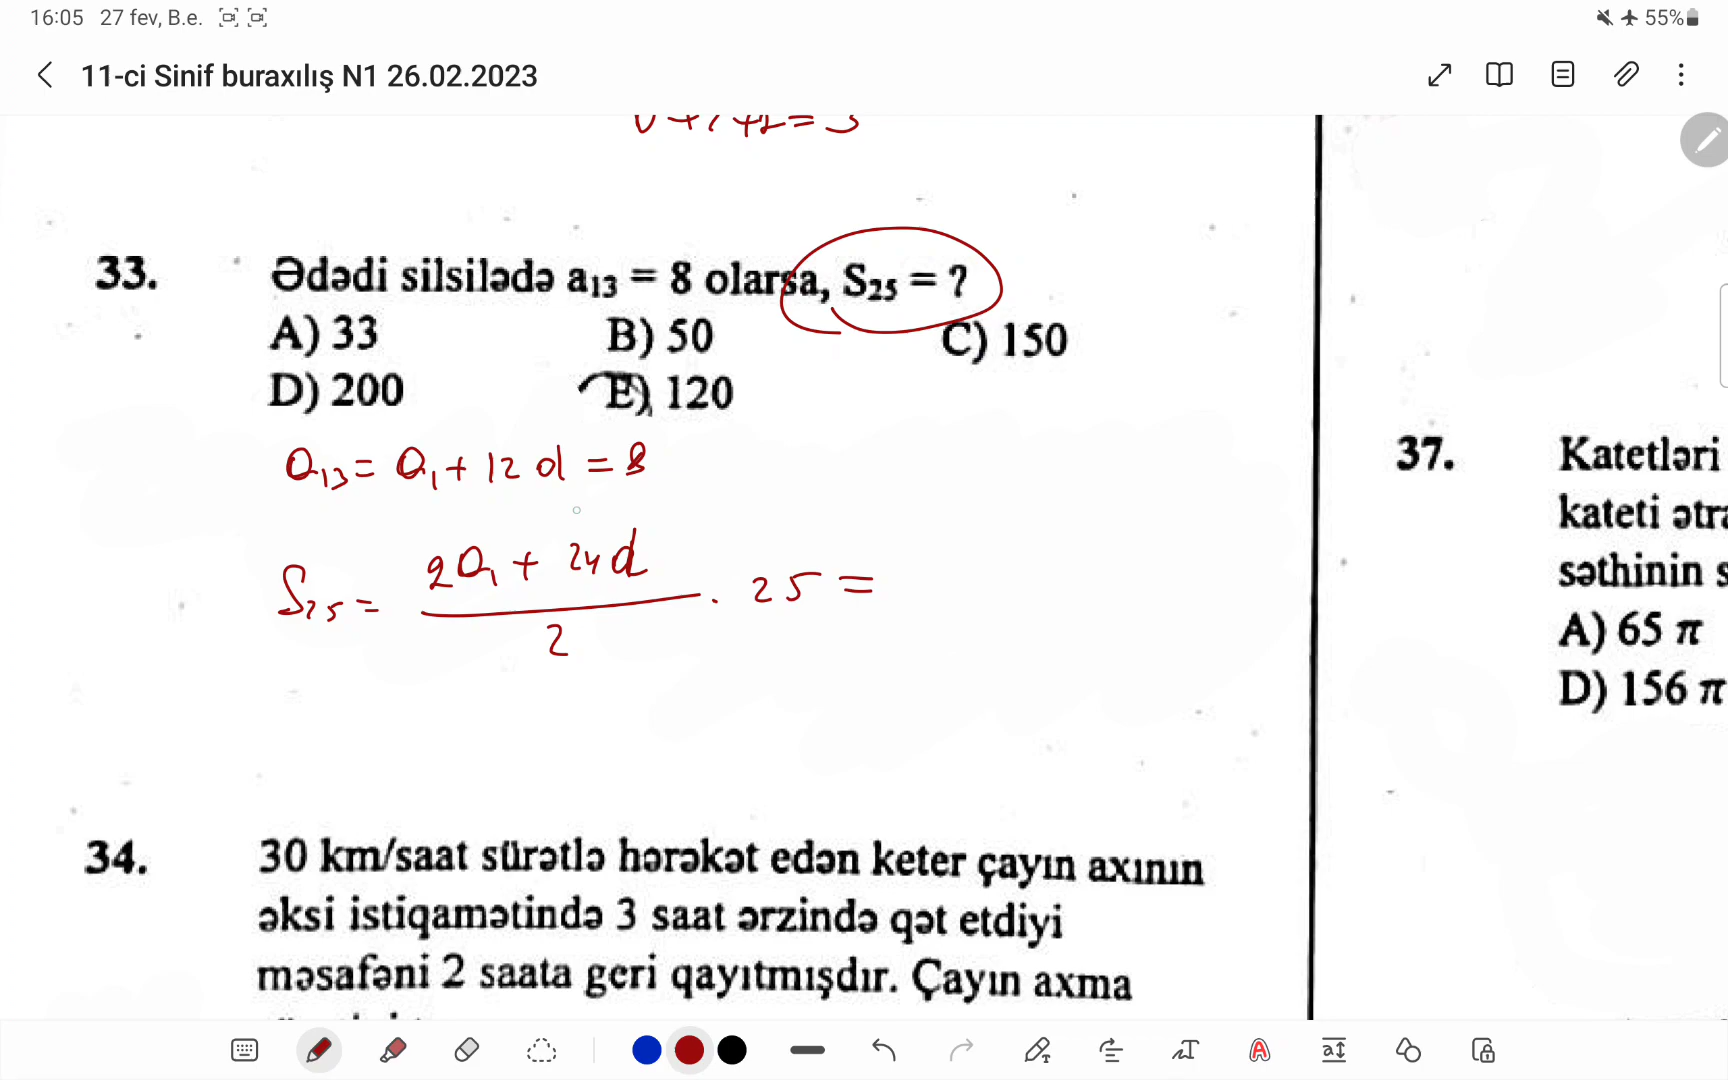 16:05 27 fev, B.e.
55%
11-ci Sinif buraxılış N1 26.02.2023
33. Ədədi silsilədə a₁₃ = 8 olarsa, S₂₅ = ?
A) 33 B) 50 C) 150
D) 200 E) 120
a₁₃ = a₁ + 12 d = 8
S₂₅ = (2a₁ + 24d)/2 · 25 =
34. 30 km/saat sürətlə hərəkət edən keter çayın axının
əksi istiqamətində 3 saat ərzində qət etdiyi
məsafəni 2 saata geri qayıtmışdır. Çayın axma
37. Katetləri
kateti ətra
səthinin s
A) 65 π
D) 156 π